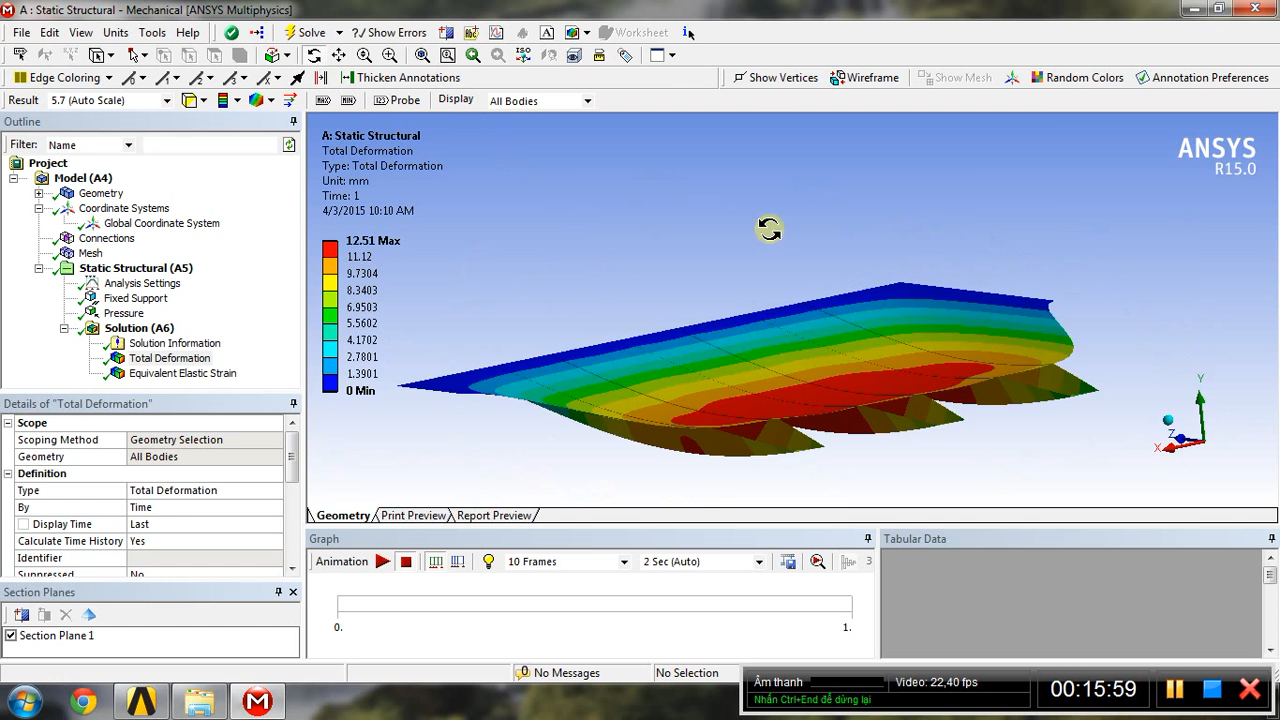 A : Static Structural - Mechanical [ANSYS Multiphysics]
File Edit View Units Tools Help Solve ?/ Show Errors Worksheet
Edge Coloring Thicken Annotations Show Vertices Wireframe Show Mesh Random Colors Annotation Preferences
Result 5.7 (Auto Scale) Probe Display All Bodies
Outline
Filter: Name
Project
Model (A4)
Geometry
Coordinate Systems
Global Coordinate System
Connections
Mesh
Static Structural (A5)
Analysis Settings
Fixed Support
Pressure
Solution (A6)
Solution Information
Total Deformation
Equivalent Elastic Strain
Details of "Total Deformation"
Scope
Scoping Method Geometry Selection
Geometry All Bodies
Definition
Type Total Deformation
By Time
Display Time Last
Calculate Time History Yes
Identifier
Suppressed No
Section Planes
Section Plane 1
A: Static Structural
Total Deformation
Type: Total Deformation
Unit: mm
Time: 1
4/3/2015 10:10 AM
12.51 Max
11.12
9.7304
8.3403
6.9503
5.5602
4.1702
2.7801
1.3901
0 Min
ANSYS
R15.0
Y
Z
X
Geometry Print Preview Report Preview
Graph
Animation 10 Frames 2 Sec (Auto) 3
0. 1.
Tabular Data
0 No Messages No Selection
Âm thanh Video: 22,40 fps
Nhấn Ctrl+End để dừng lại
00:15:59